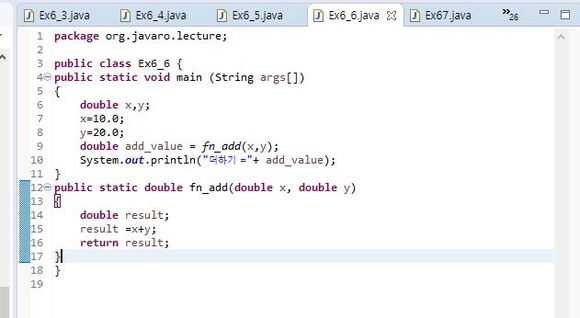 Ex6_3.java Ex6_4.java Ex6_5.java Ex6_6.java Ex67.java »26
1 package org.javaro.lecture;
2
3 public class Ex6_6 {
4 public static void main (String args[])
5 {
6 double x,y;
7 x=10.0;
8 y=20.0;
9 double add_value = fn_add(x,y);
10 System.out.println("더하기 ="+ add_value);
11 }
12 public static double fn_add(double x, double y)
13 {
14 double result;
15 result =x+y;
16 return result;
17 }
18 }
19